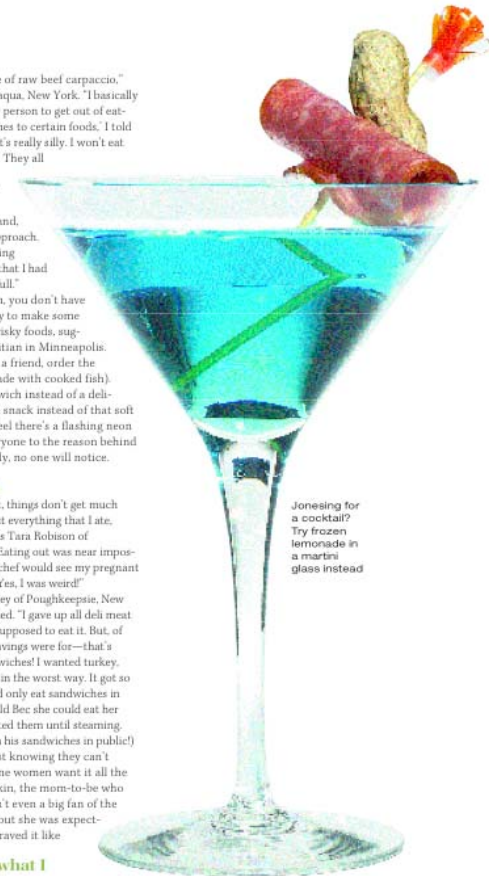 e of raw beef carpaccio,"
aqua, New York. "I basically
person to get out of eat-
nes to certain foods,' I told
t's really silly. I won't eat
They all
and,
proach.
ing
that I had
ull."
n, you don't have
y to make some
risky foods, sug-
itian in Minneapolis.
a friend, order the
ade with cooked fish).
wich instead of a deli-
snack instead of that soft
eel there's a flashing neon
ryone to the reason behind
ly, no one will notice.
t, things don't get much
t everything that I ate,
s Tara Robison of
Eating out was near impos-
chef would see my pregnant
Yes, I was weird!"
ey of Poughkeepsie, New
ed. "I gave up all deli meat
upposed to eat it. But, of
avings were for—that's
wiches! I wanted turkey,
in the worst way. It got so
d only eat sandwiches in
ld Bec she could eat her
ted them until steaming.
n his sandwiches in public!)
st knowing they can't
ne women want it all the
kin, the mom-to-be who
't even a big fan of the
out she was expect-
raved it like
what I
Jonesing for
a cocktail?
Try frozen
lemonade in
a martini
glass instead